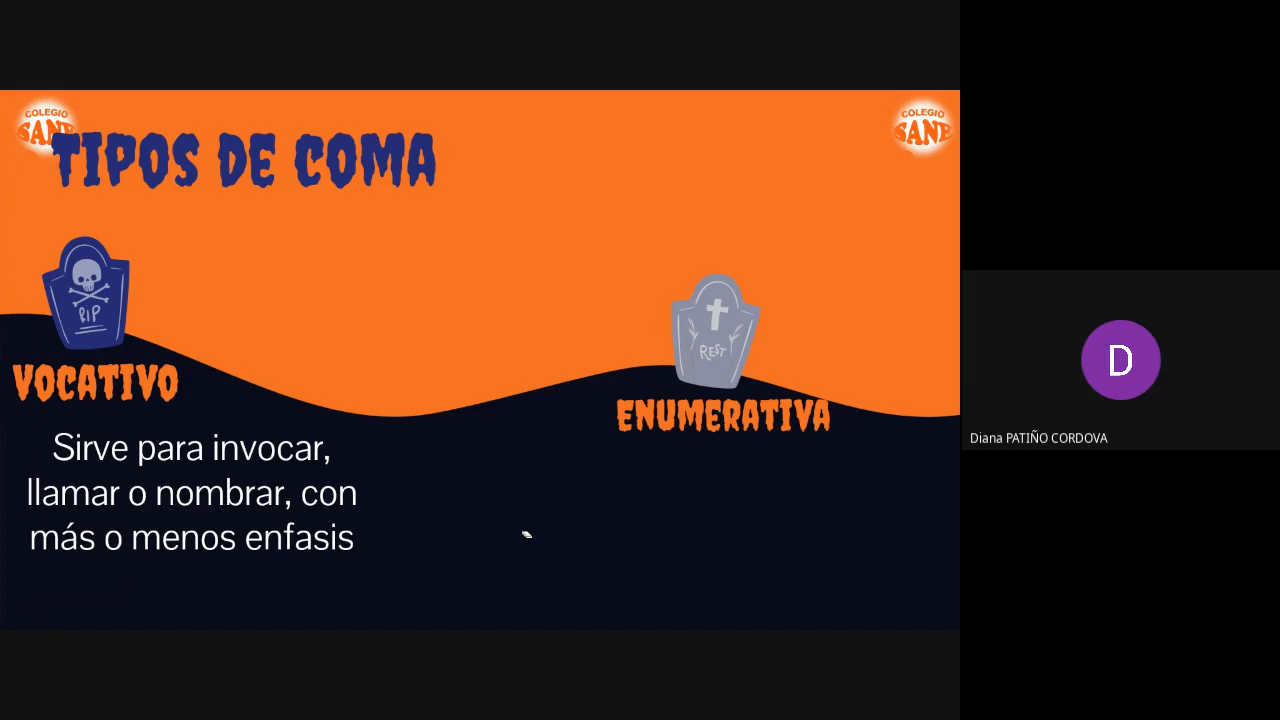 COLEGIO
SANE
TIPOS DE COMA
COLEGIO
SANE
RIP
VOCATIVO
Sirve para invocar,
llamar o nombrar, con
más o menos enfasis
REST
ENUMERATIVA
D
Diana PATIÑO CORDOVA